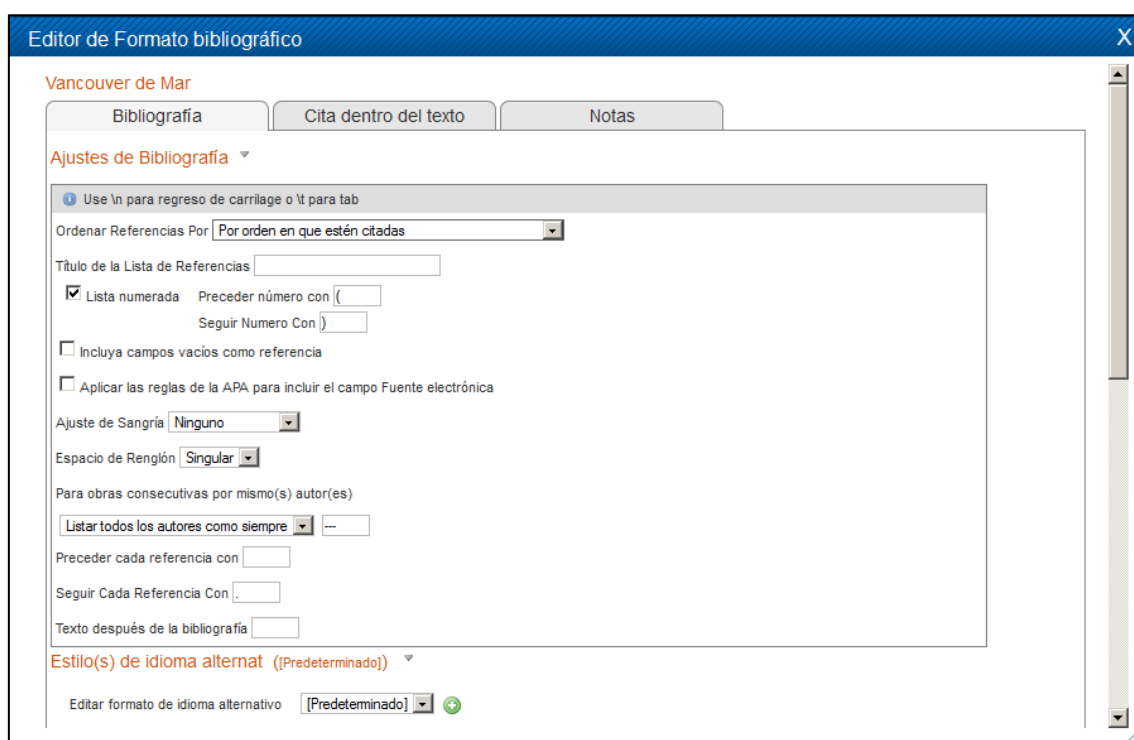 Editor de Formato bibliográfico X
Vancouver de Mar
Bibliografía Cita dentro del texto Notas
Ajustes de Bibliografía
Use \n para regreso de carrilage o \t para tab
Ordenar Referencias Por Por orden en que estén citadas
Título de la Lista de Referencias
Lista numerada Preceder número con (
Seguir Numero Con )
Incluya campos vacíos como referencia
Aplicar las reglas de la APA para incluir el campo Fuente electrónica
Ajuste de Sangría Ninguno
Espacio de Renglón Singular
Para obras consecutivas por mismo(s) autor(es)
Listar todos los autores como siempre ---
Preceder cada referencia con
Seguir Cada Referencia Con .
Texto después de la bibliografía
Estilo(s) de idioma alternat ([Predeterminado])
Editar formato de idioma alternativo [Predeterminado]